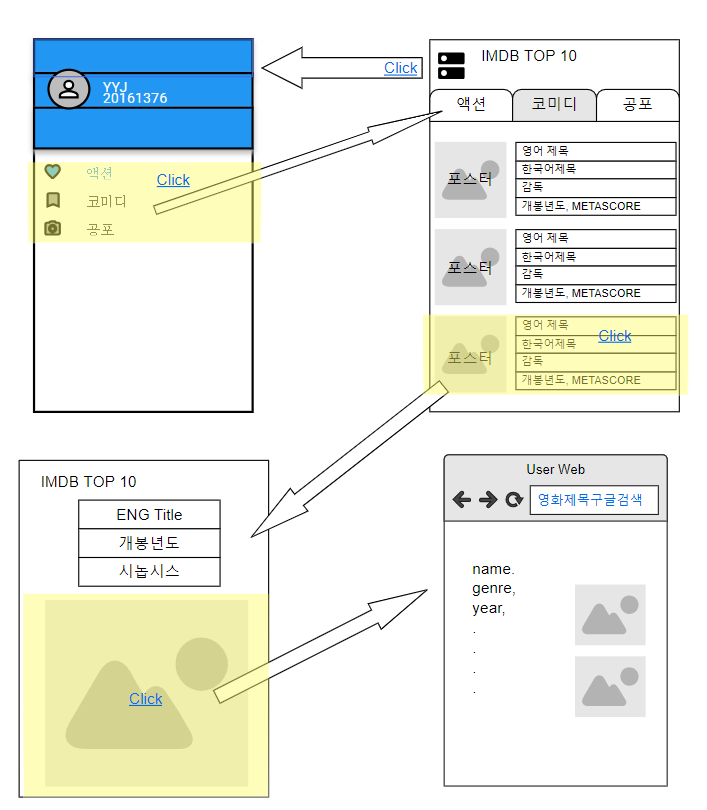 YYJ
20161376
액션
Click
코미디
공포
Click
IMDB TOP 10
액션
코미디
공포
포스터
영어 제목
한국어제목
감독
개봉년도, METASCORE
포스터
영어 제목
한국어제목
감독
개봉년도, METASCORE
포스터
영어 제목
Click
한국어제목
감독
개봉년도, METASCORE
IMDB TOP 10
ENG Title
개봉년도
시놉시스
Click
User Web
영화제목구글검색
name.
genre,
year,
.
.
.
.